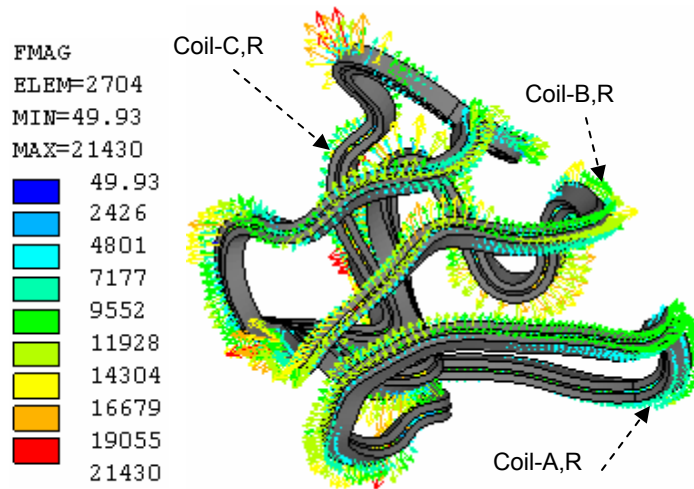 FMAG
ELEM=2704
MIN=49.93
MAX=21430
49.93
2426
4801
7177
9552
11928
14304
16679
19055
21430
Coil-C,R
Coil-B,R
Coil-A,R